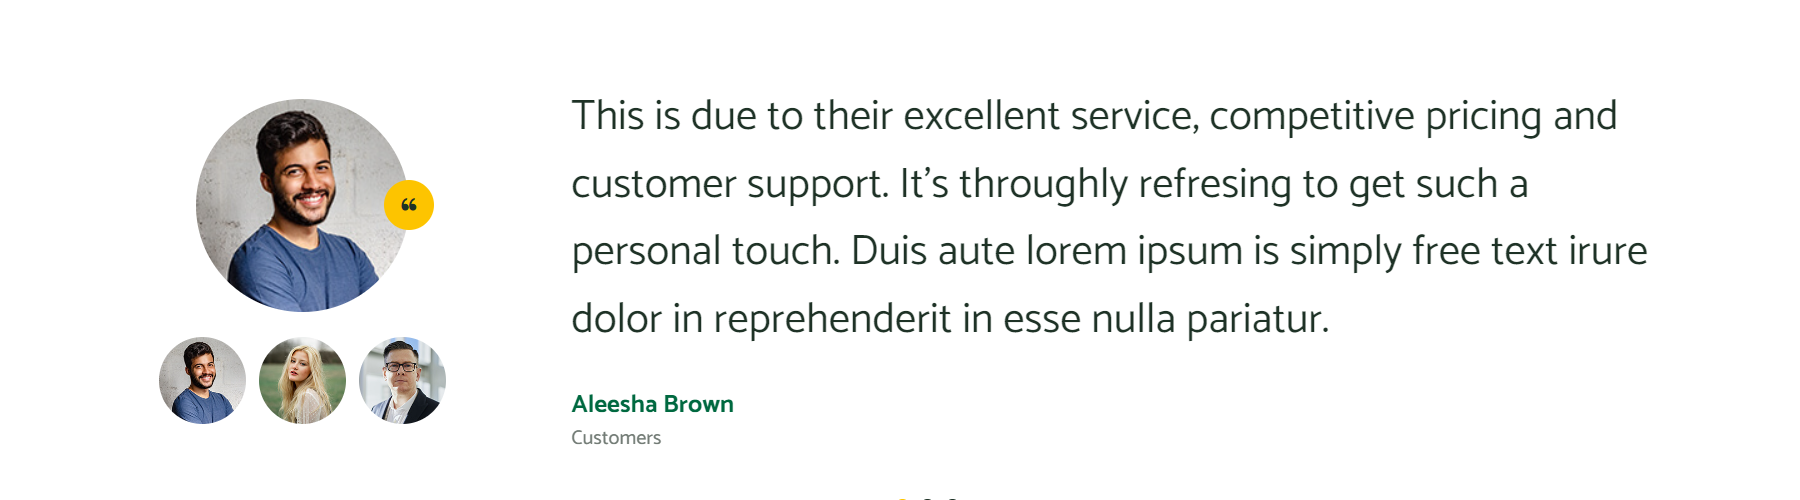 This is due to their excellent service, competitive pricing and
customer support. It’s throughly refresing to get such a
personal touch. Duis aute lorem ipsum is simply free text irure
dolor in reprehenderit in esse nulla pariatur.
Aleesha Brown
Customers